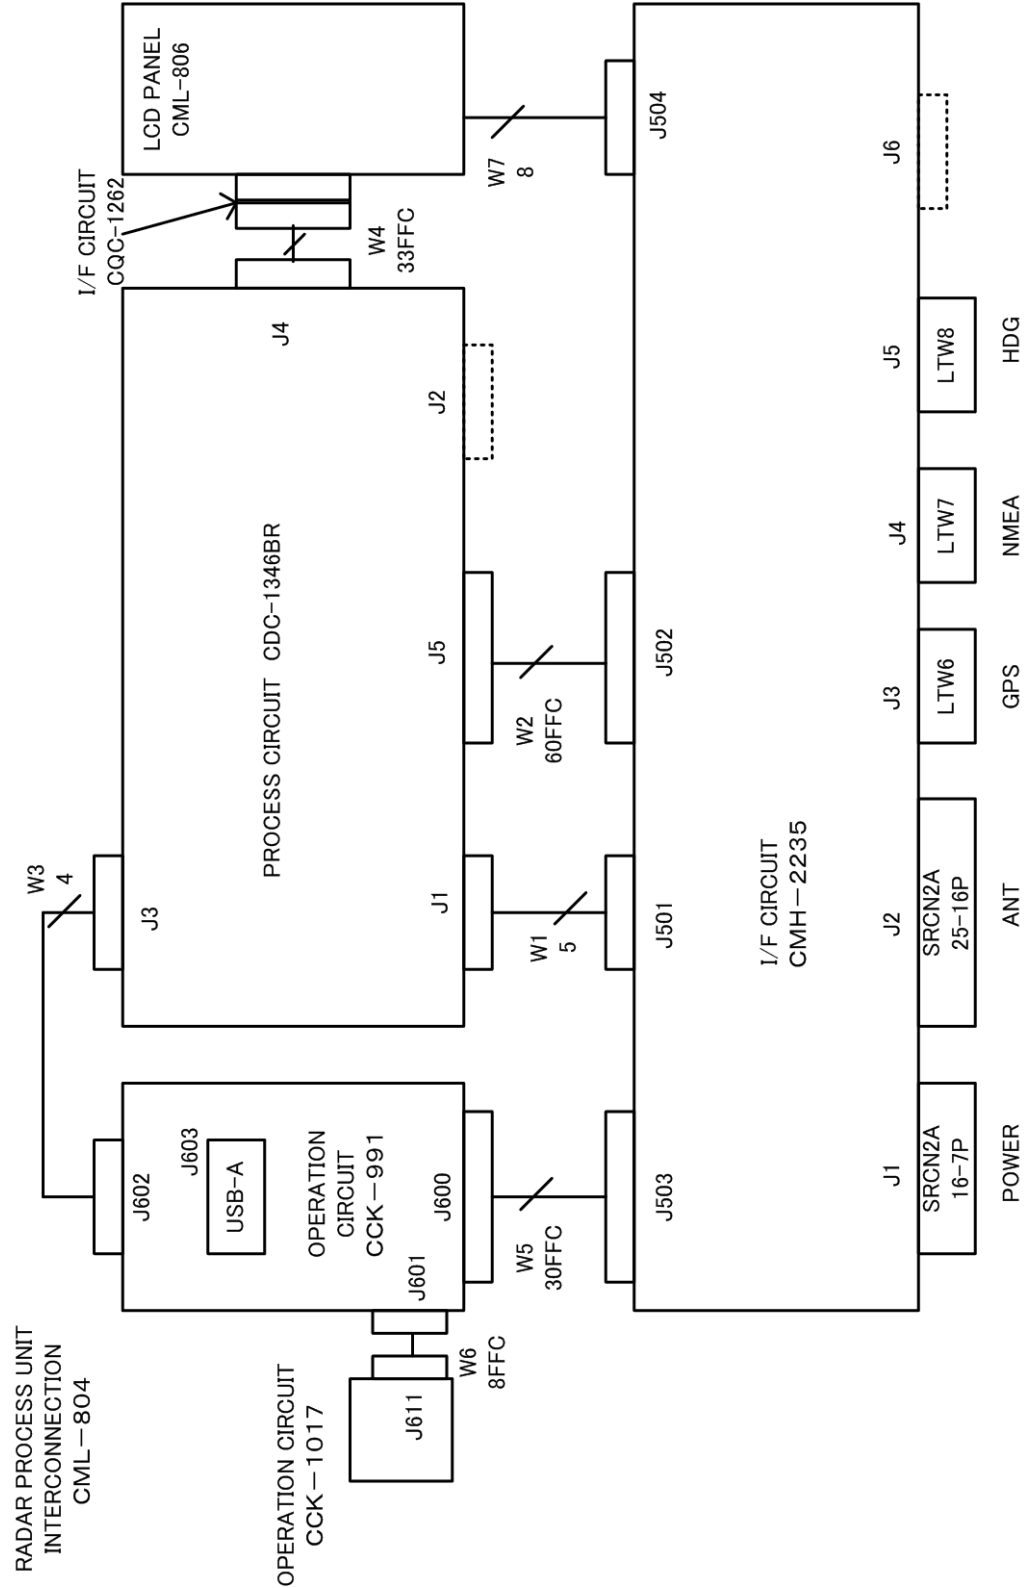 RADAR PROCESS UNIT
INTERCONNECTION
CML-804
OPERATION CIRCUIT
CCK-1017
J611
W6
8FFC
J602
J603
USB-A
OPERATION
CIRCUIT
CCK-991
J601
J600
W3
4
J3
PROCESS CIRCUIT CDC-1346BR
J1
J5
J2
J4
I/F CIRCUIT
CQC-1262
W4
33FFC
LCD PANEL
CML-806
W5
30FFC
W1
5
W2
60FFC
W7
8
J503
J501
J502
J504
I/F CIRCUIT
CMH-2235
J1
J2
J3
J4
J5
J6
SRCN2A
16-7P
SRCN2A
25-16P
LTW6
LTW7
LTW8
POWER
ANT
GPS
NMEA
HDG